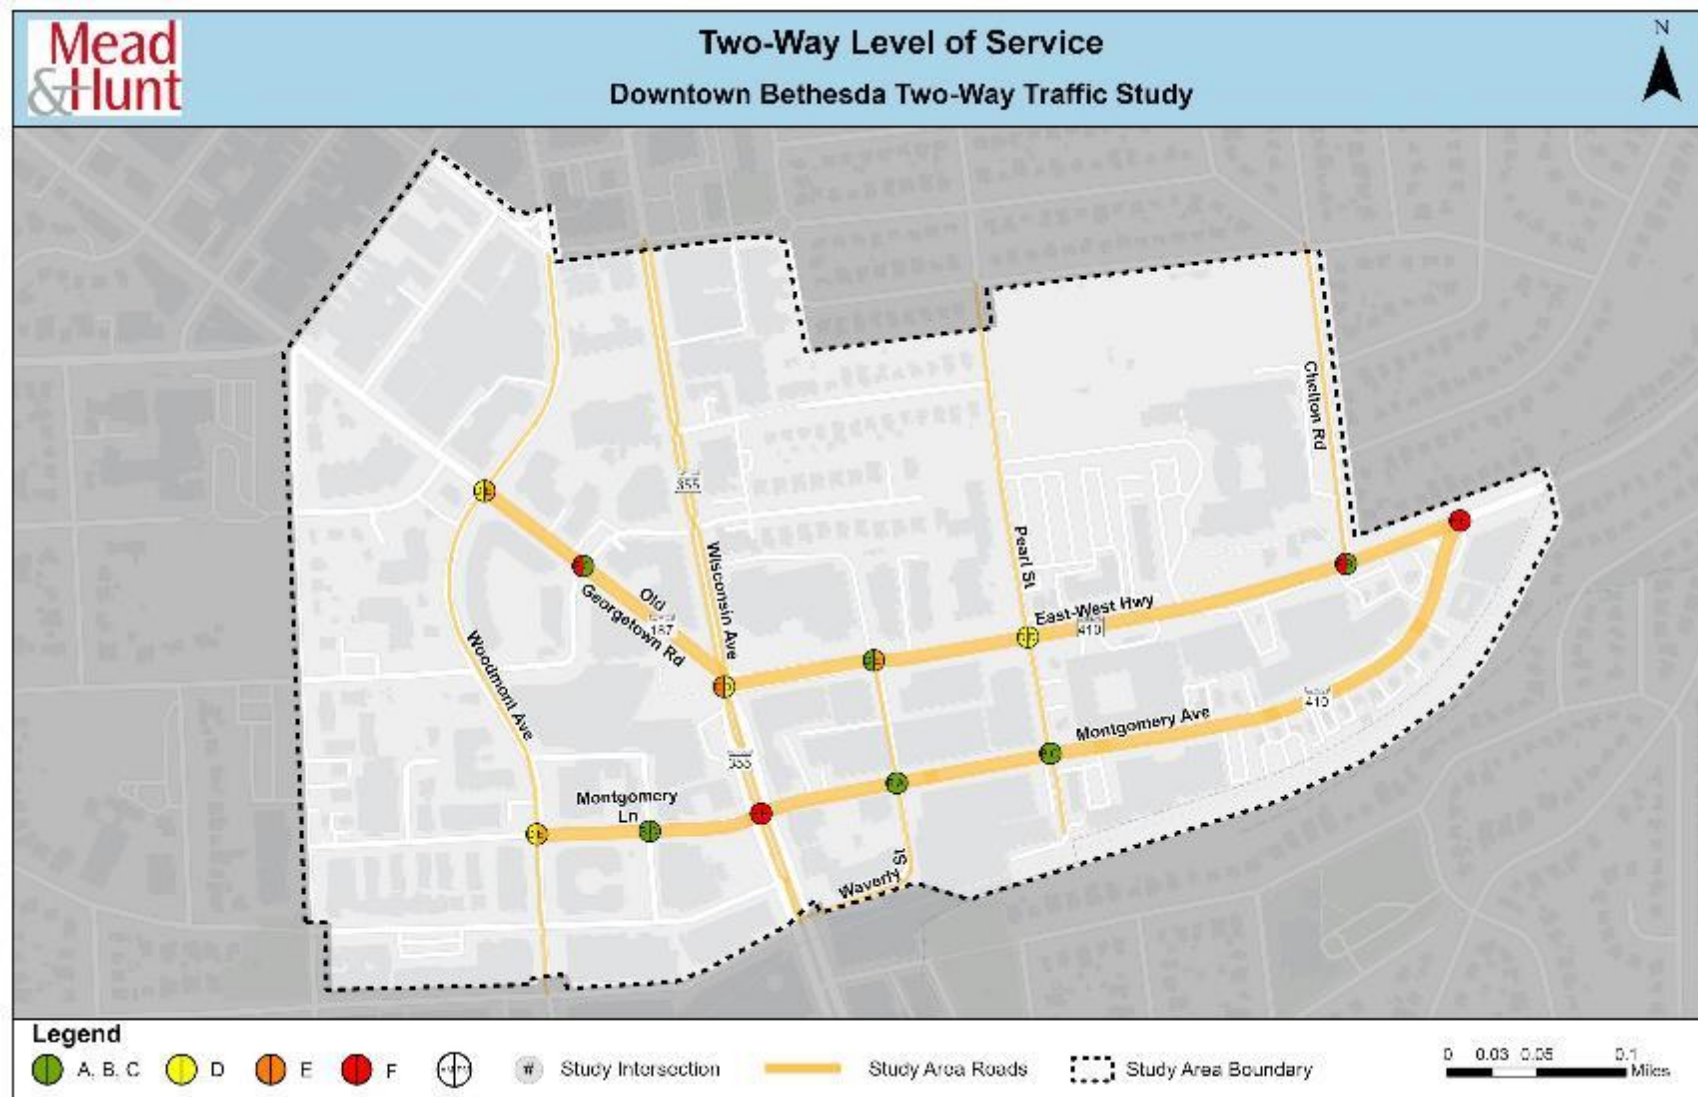 Mead
&Hunt
Two-Way Level of Service
Downtown Bethesda Two-Way Traffic Study
N
355
Chelton Rd
Wisconsin Ave
Pearl St
Old
Georgetown Rd
187
East-West Hwy
410
Woodmont Ave
Montgomery Ave
410
355
Montgomery
Ln
Waverly St
Legend
A, B, C
D
E
F
# Study Intersection
Study Area Roads
Study Area Boundary
0 0.03 0.05 0.1
Miles